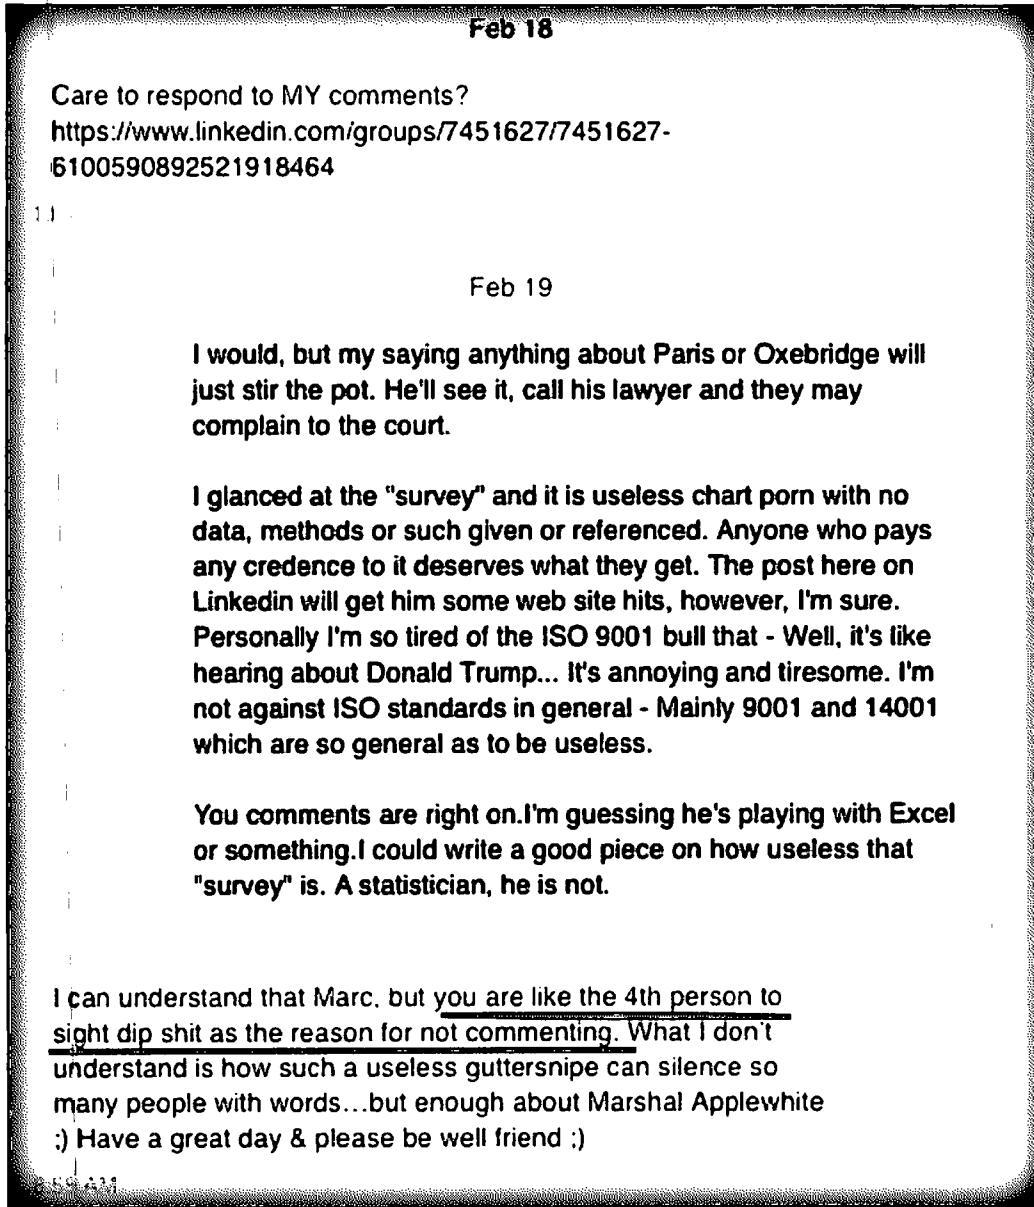 Feb 18
Care to respond to MY comments?
https://www.linkedin.com/groups/7451627/7451627-
6100590892521918464
Feb 19
I would, but my saying anything about Paris or Oxebridge will
just stir the pot. He'll see it, call his lawyer and they may
complain to the court.
I glanced at the "survey" and it is useless chart porn with no
data, methods or such given or referenced. Anyone who pays
any credence to it deserves what they get. The post here on
Linkedin will get him some web site hits, however, I'm sure.
Personally I'm so tired of the ISO 9001 bull that - Well, it's like
hearing about Donald Trump... It's annoying and tiresome. I'm
not against ISO standards in general - Mainly 9001 and 14001
which are so general as to be useless.
You comments are right on.I'm guessing he's playing with Excel
or something.I could write a good piece on how useless that
"survey" is. A statistician, he is not.
I can understand that Marc, but you are like the 4th person to
sight dip shit as the reason for not commenting. What I don't
understand is how such a useless guttersnipe can silence so
many people with words...but enough about Marshal Applewhite
;) Have a great day & please be well friend ;)
AM